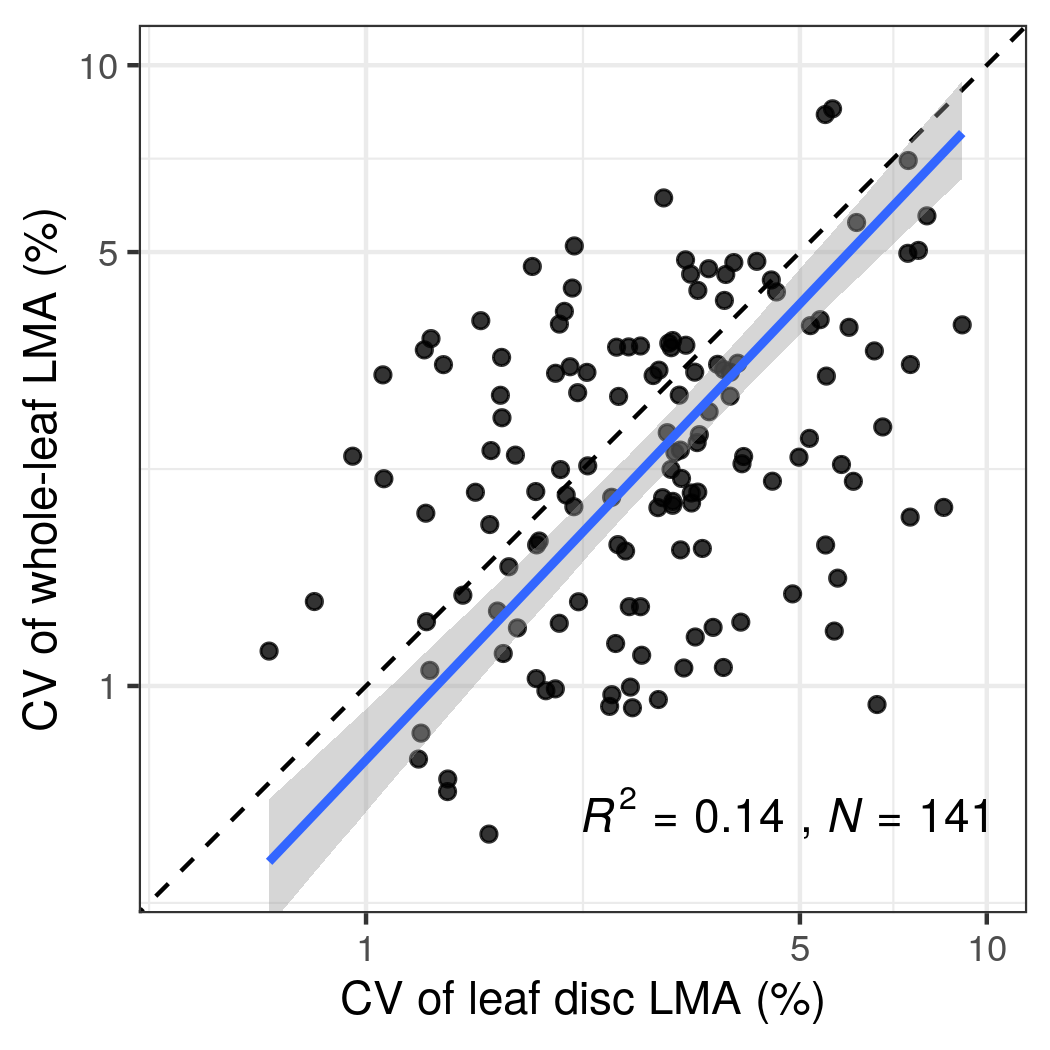 10
5
1
CV of whole-leaf LMA (%)
R² = 0.14 , N = 141
1
5
10
CV of leaf disc LMA (%)